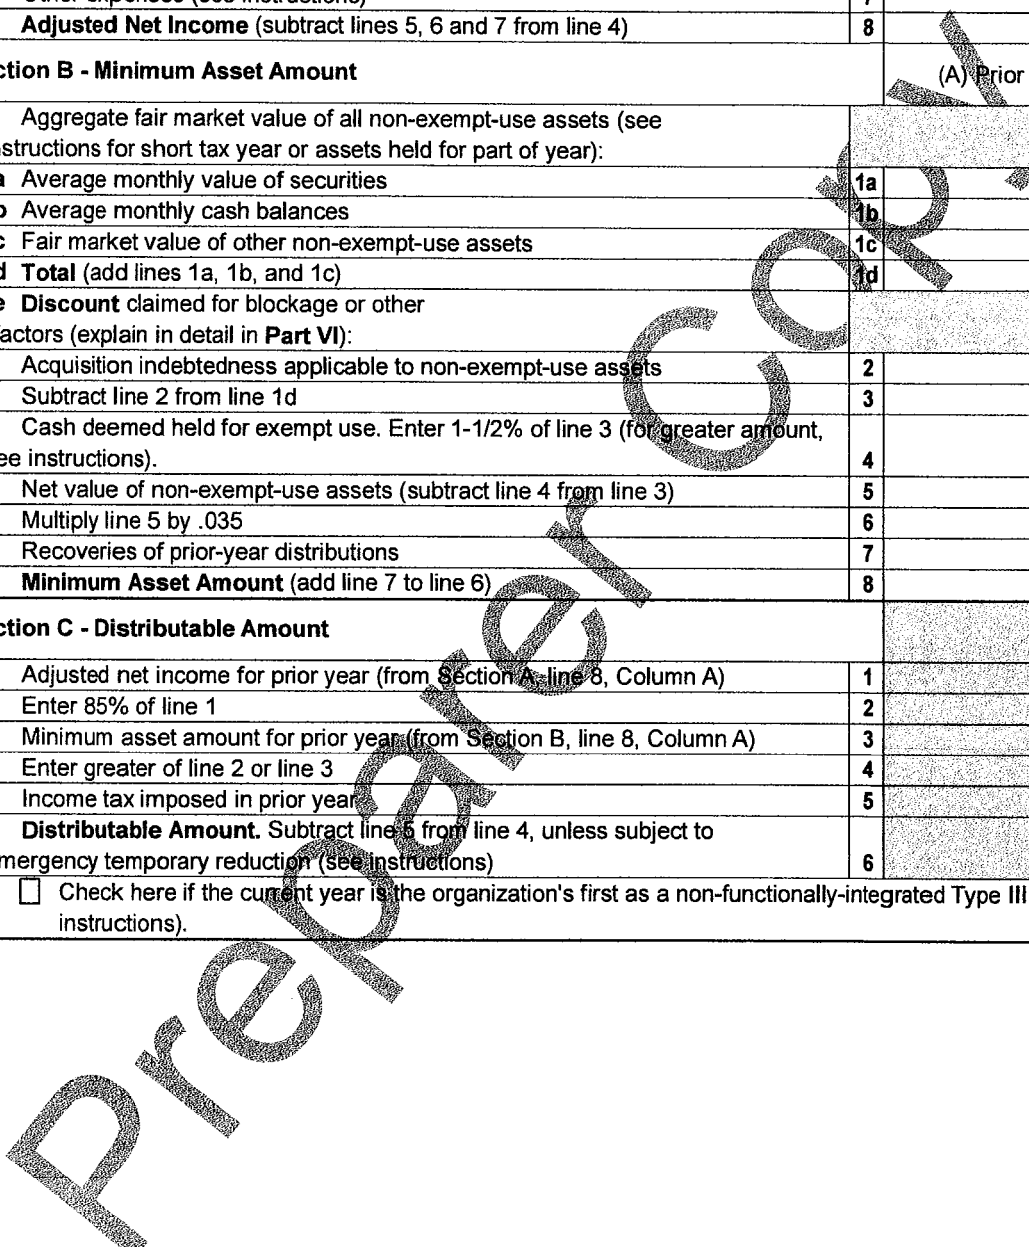 Other expenses (see instructions) 7
Adjusted Net Income (subtract lines 5, 6 and 7 from line 4) 8
ction B - Minimum Asset Amount (A) Prior
Aggregate fair market value of all non-exempt-use assets (see
structions for short tax year or assets held for part of year):
a Average monthly value of securities 1a
b Average monthly cash balances 1b
c Fair market value of other non-exempt-use assets 1c
d Total (add lines 1a, 1b, and 1c) 1d
e Discount claimed for blockage or other
actors (explain in detail in Part VI):
Acquisition indebtedness applicable to non-exempt-use assets 2
Subtract line 2 from line 1d 3
Cash deemed held for exempt use. Enter 1-1/2% of line 3 (for greater amount,
ee instructions). 4
Net value of non-exempt-use assets (subtract line 4 from line 3) 5
Multiply line 5 by .035 6
Recoveries of prior-year distributions 7
Minimum Asset Amount (add line 7 to line 6) 8
ction C - Distributable Amount
Adjusted net income for prior year (from Section A, line 8, Column A) 1
Enter 85% of line 1 2
Minimum asset amount for prior year (from Section B, line 8, Column A) 3
Enter greater of line 2 or line 3 4
Income tax imposed in prior year 5
Distributable Amount. Subtract line 5 from line 4, unless subject to
mergency temporary reduction (see instructions) 6
Check here if the current year is the organization's first as a non-functionally-integrated Type III
instructions).
Preparer Copy